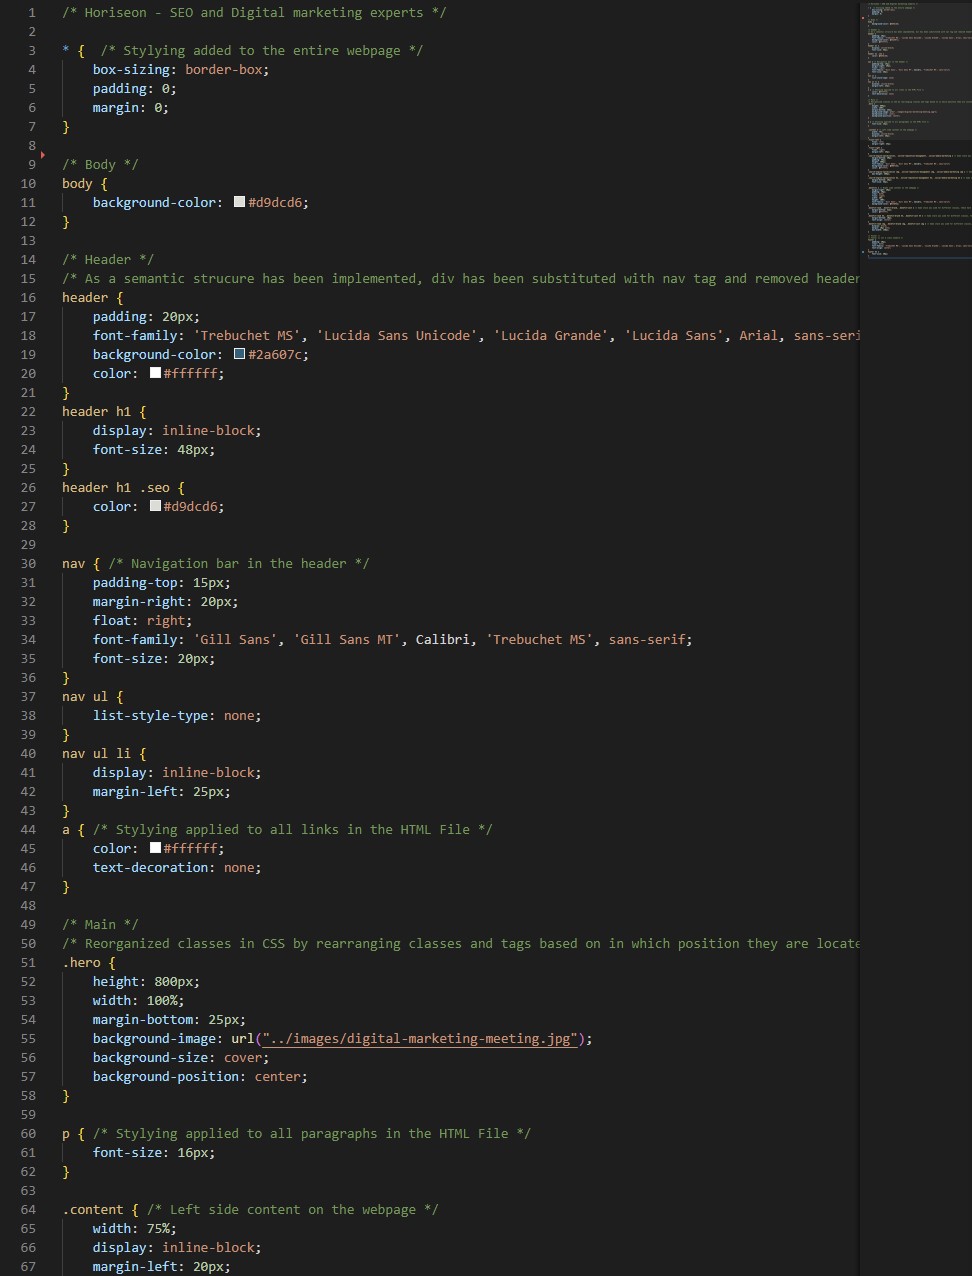 1 /* Horiseon - SEO and Digital marketing experts */
2
3 * {  /* Stylying added to the entire webpage */
4     box-sizing: border-box;
5     padding: 0;
6     margin: 0;
7 }
8
9 /* Body */
10 body {
11     background-color: #d9dcd6;
12 }
13
14 /* Header */
15 /* As a semantic strucure has been implemented, div has been substituted with nav tag and removed header
16 header {
17     padding: 20px;
18     font-family: 'Trebuchet MS', 'Lucida Sans Unicode', 'Lucida Grande', 'Lucida Sans', Arial, sans-seri
19     background-color: #2a607c;
20     color: #ffffff;
21 }
22 header h1 {
23     display: inline-block;
24     font-size: 48px;
25 }
26 header h1 .seo {
27     color: #d9dcd6;
28 }
29
30 nav { /* Navigation bar in the header */
31     padding-top: 15px;
32     margin-right: 20px;
33     float: right;
34     font-family: 'Gill Sans', 'Gill Sans MT', Calibri, 'Trebuchet MS', sans-serif;
35     font-size: 20px;
36 }
37 nav ul {
38     list-style-type: none;
39 }
40 nav ul li {
41     display: inline-block;
42     margin-left: 25px;
43 }
44 a { /* Stylying applied to all links in the HTML File */
45     color: #ffffff;
46     text-decoration: none;
47 }
48
49 /* Main */
50 /* Reorganized classes in CSS by rearranging classes and tags based on in which position they are locate
51 .hero {
52     height: 800px;
53     width: 100%;
54     margin-bottom: 25px;
55     background-image: url("../images/digital-marketing-meeting.jpg");
56     background-size: cover;
57     background-position: center;
58 }
59
60 p { /* Stylying applied to all paragraphs in the HTML File */
61     font-size: 16px;
62 }
63
64 .content { /* Left side content on the webpage */
65     width: 75%;
66     display: inline-block;
67     margin-left: 20px;